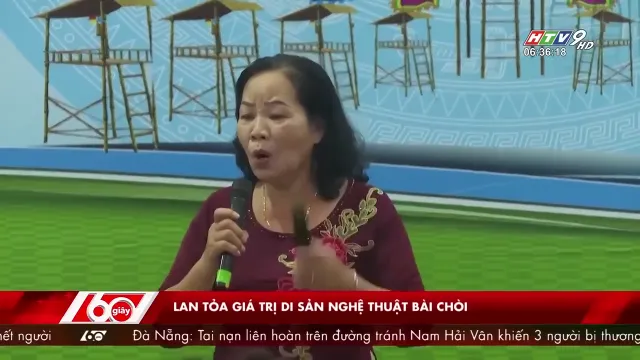 HTV9 HD
06:36:18
60 giây
LAN TỎA GIÁ TRỊ DI SẢN NGHỆ THUẬT BÀI CHÒI
hết người 60 Đà Nẵng: Tai nạn liên hoàn trên đường tránh Nam Hải Vân khiến 3 người bị thương